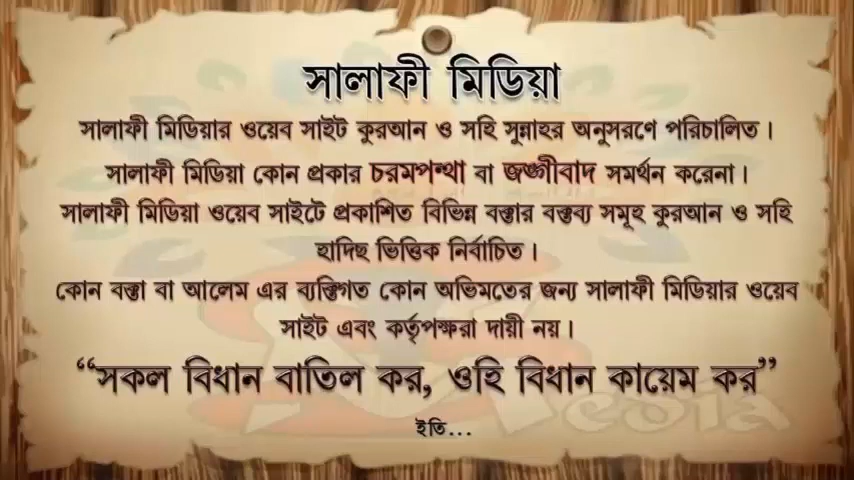 সালাফী মিডিয়া
সালাফী মিডিয়ার ওয়েব সাইট কুরআন ও সহি সুন্নাহর অনুসরণে পরিচালিত।
সালাফী মিডিয়া কোন প্রকার চরমপন্থা বা জঙ্গীবাদ সমর্থন করেনা।
সালাফী মিডিয়া ওয়েব সাইটে প্রকাশিত বিভিন্ন বক্তার বক্তব্য সমূহ কুরআন ও সহি
হাদিছ ভিত্তিক নির্বাচিত।
কোন বক্তা বা আলেম এর ব্যক্তিগত কোন অভিমতের জন্য সালাফী মিডিয়ার ওয়েব
সাইট এবং কর্তৃপক্ষরা দায়ী নয়।
“সকল বিধান বাতিল কর, ওহি বিধান কায়েম কর”
ইতি...